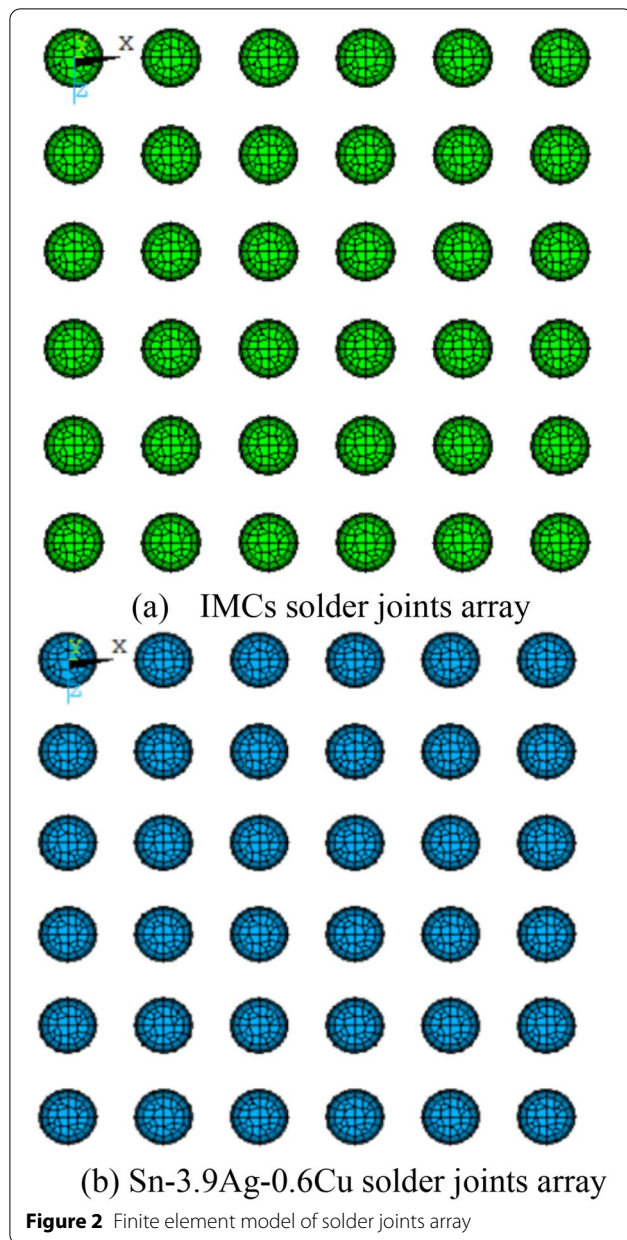 Y X
Z
(a) IMCs solder joints array
Y X
Z
(b) Sn-3.9Ag-0.6Cu solder joints array
Figure 2 Finite element model of solder joints array